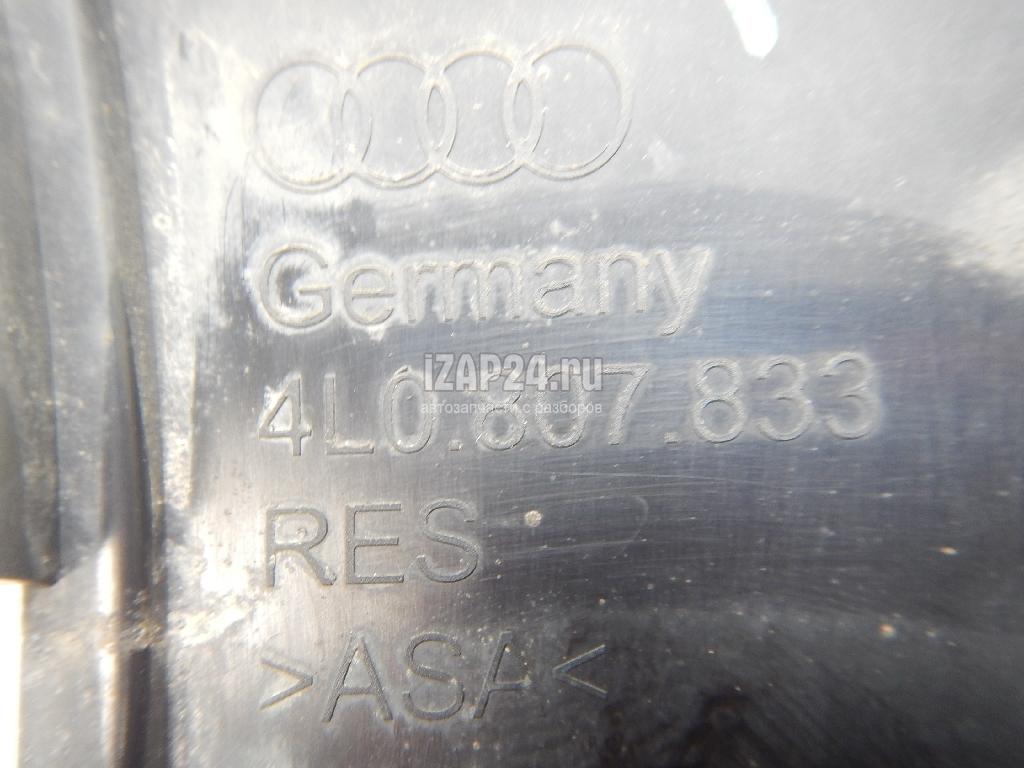 Germany
iZAP24.ru
4L0.807.833
автозапчасти с разборов
RES
>ASA<